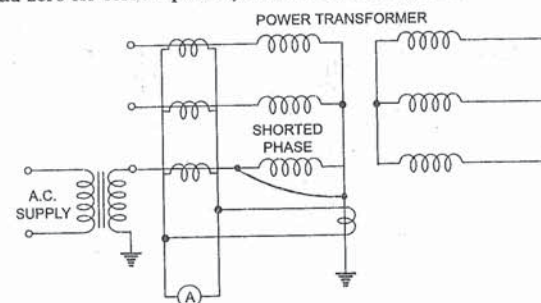 POWER TRANSFORMER
SHORTED
PHASE
A.C.
SUPPLY
A